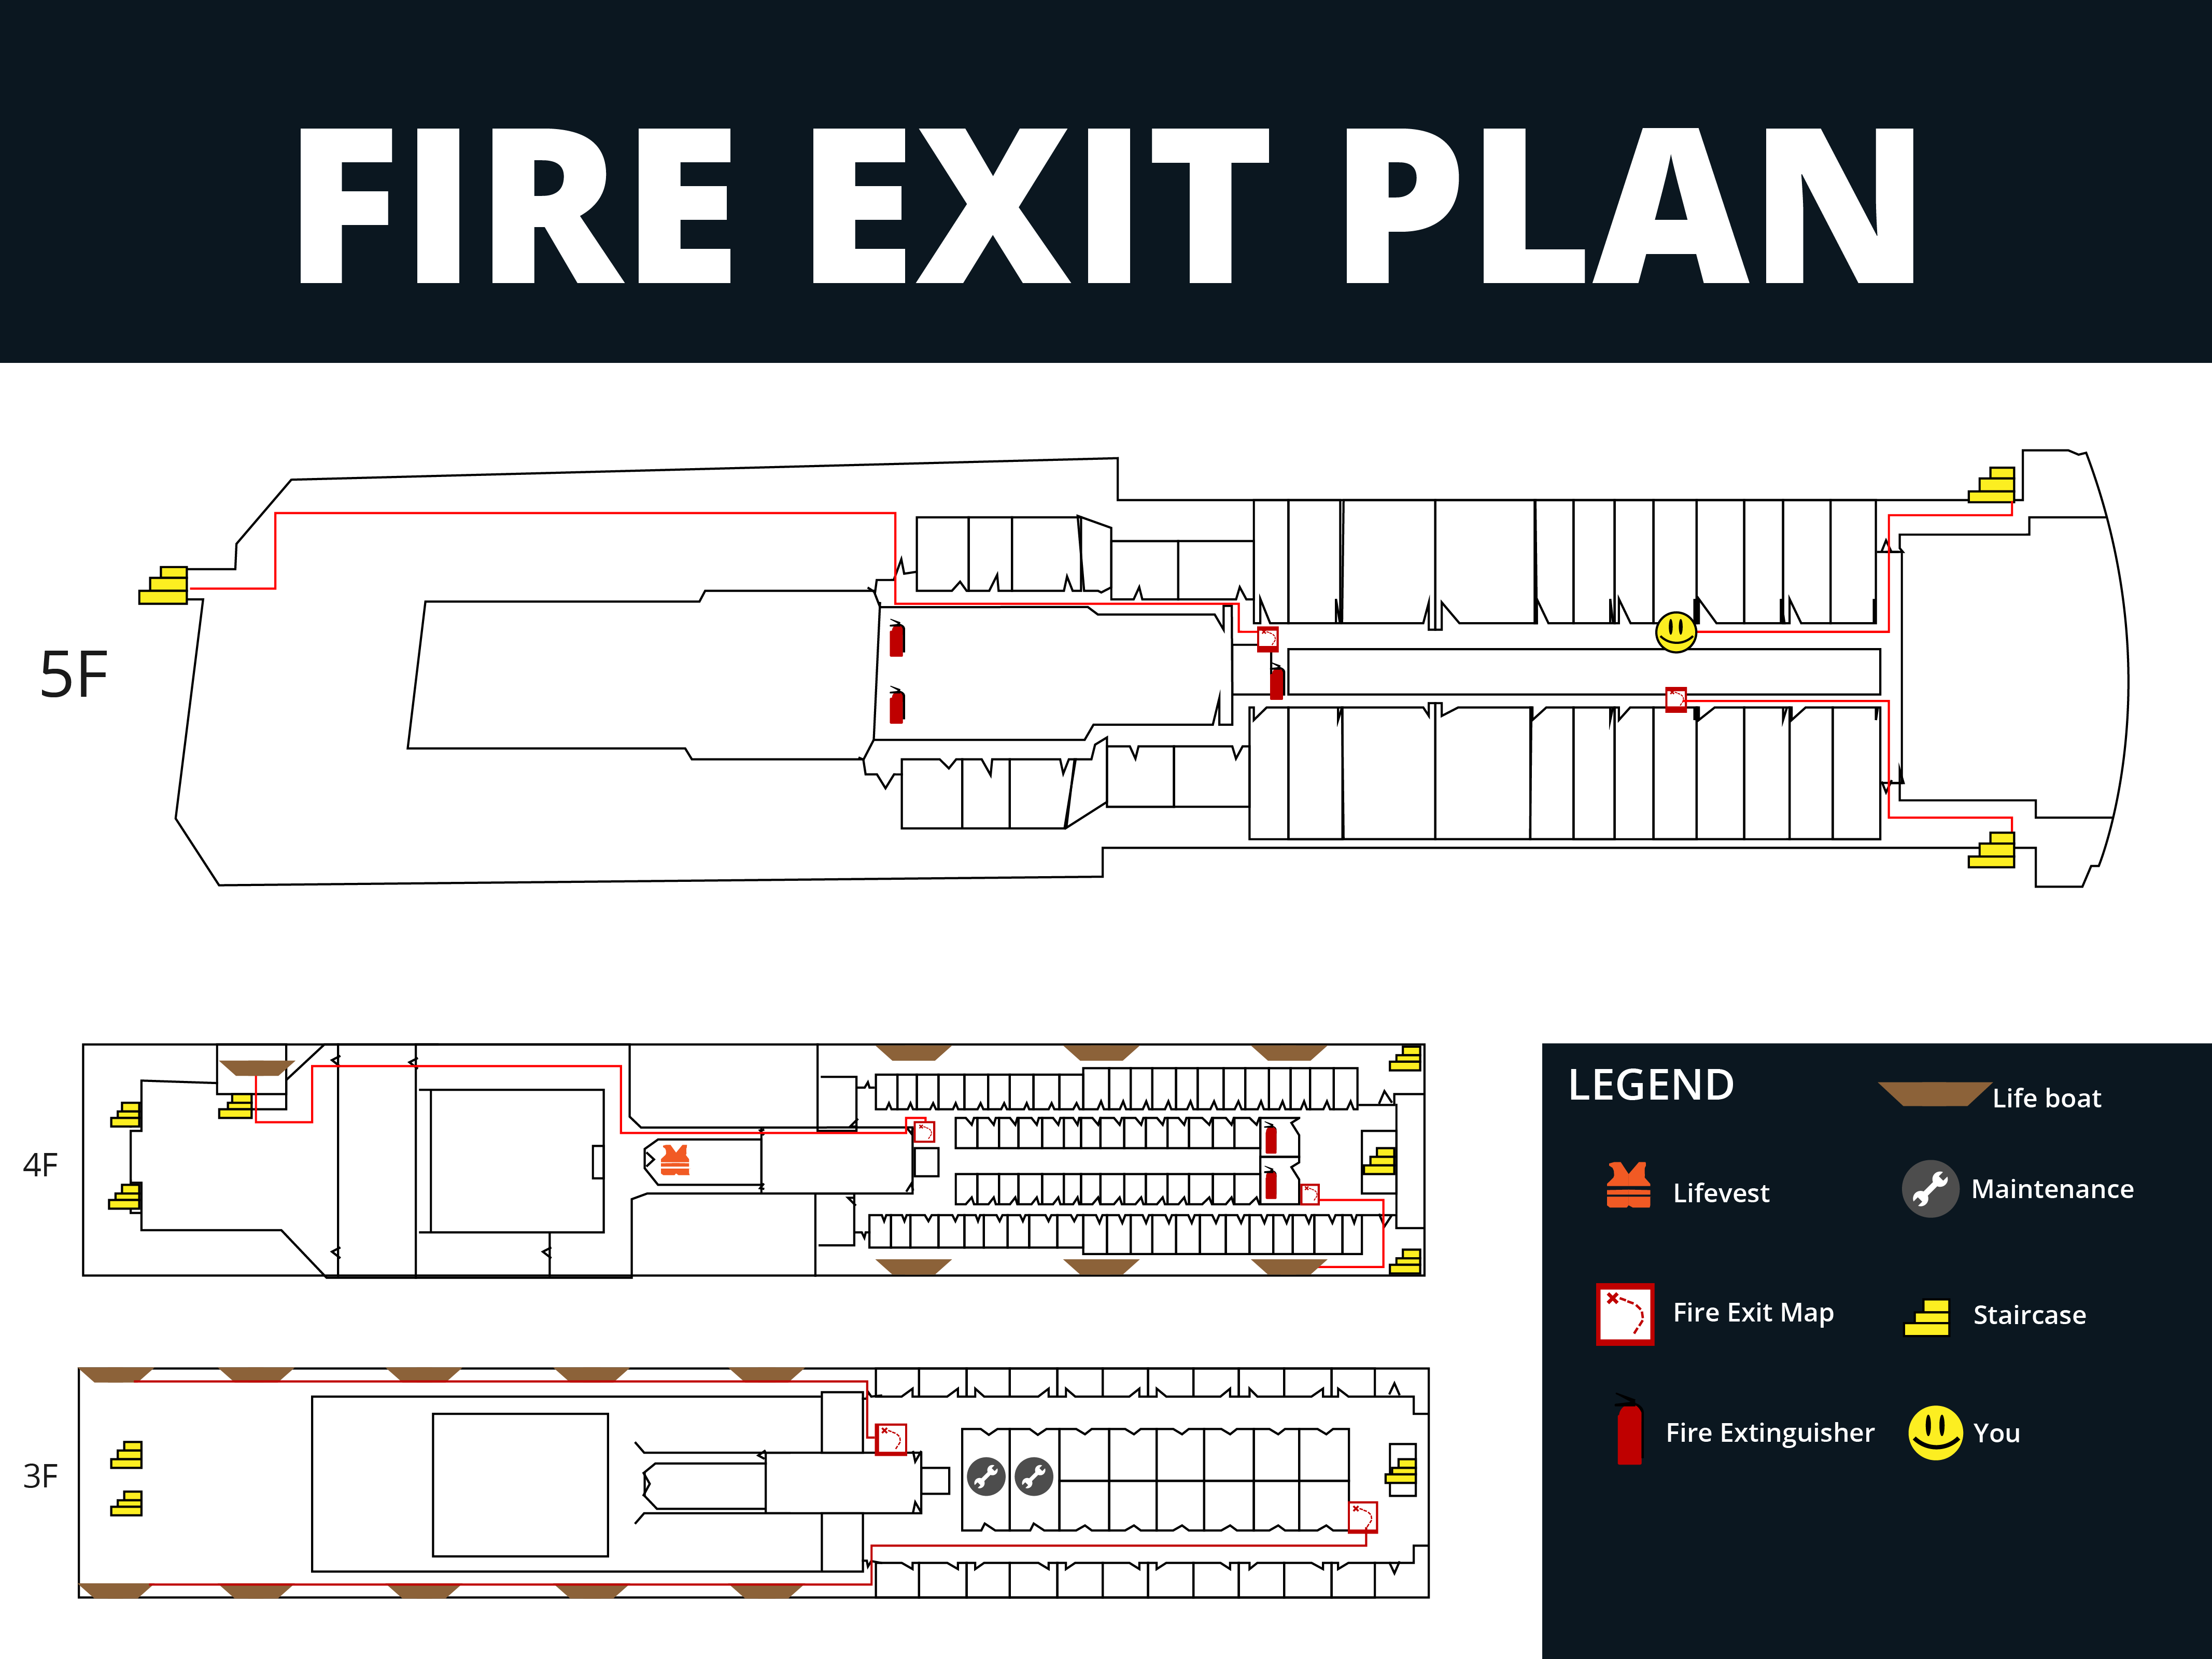 FIRE EXIT PLAN
5F
4F
3F
LEGEND
Life boat
Lifevest
Maintenance
Fire Exit Map
Staircase
Fire Extinguisher
You